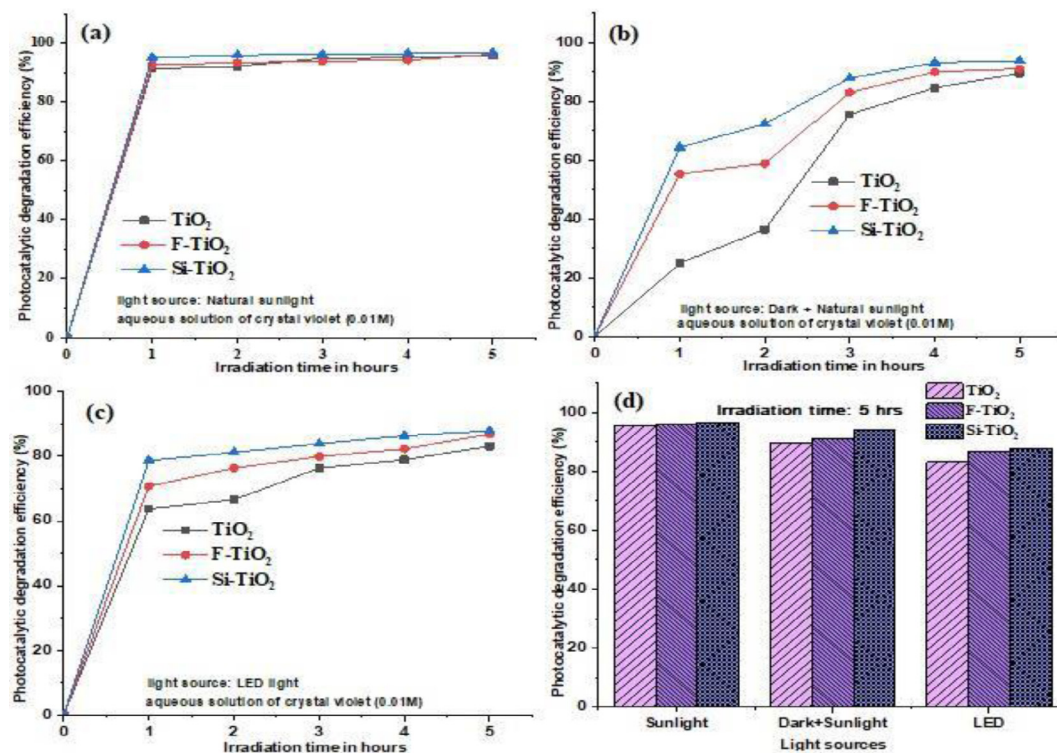 (a)
Photocatalytic degradation efficiency (%)
100
80
60
40
20
0
TiO₂
F-TiO₂
Si-TiO₂
light source: Natural sunlight
aqueous solution of crystal violet (0.01M)
0 1 2 3 4 5
Irradiation time in hours
(b)
Photocatalytic degradation efficiency (%)
100
80
60
40
20
0
TiO₂
F-TiO₂
Si-TiO₂
light source: Dark + Natural sunlight
aqueous solution of crystal violet (0.01M)
0 1 2 3 4 5
Irradiation time in hours
(c)
Photocatalytic degradation efficiency (%)
100
80
60
40
20
0
TiO₂
F-TiO₂
Si-TiO₂
light source: LED light
aqueous solution of crystal violet (0.01M)
0 1 2 3 4 5
Irradiation time in hours
(d)
Photocatalytic degradation efficiency (%)
100
80
60
40
20
0
TiO₂
F-TiO₂
Si-TiO₂
Irradiation time: 5 hrs
Sunlight Dark+Sunlight LED
Light sources